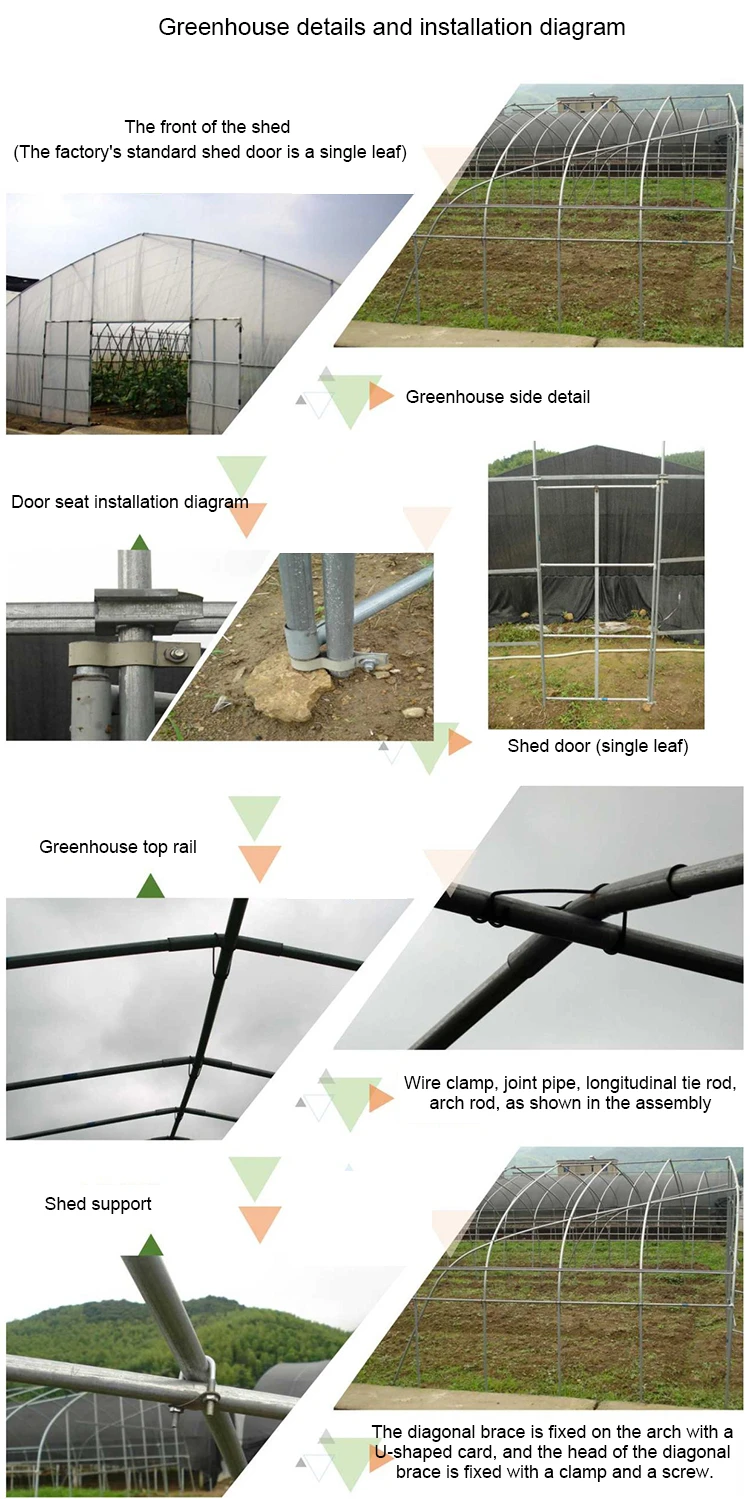 Greenhouse details and installation diagram
The front of the shed
(The factory's standard shed door is a single leaf)
Greenhouse side detail
Door seat installation diagram
Shed door (single leaf)
Greenhouse top rail
Wire clamp, joint pipe, longitudinal tie rod,
arch rod, as shown in the assembly
Shed support
The diagonal brace is fixed on the arch with a
U-shaped card, and the head of the diagonal
brace is fixed with a clamp and a screw.